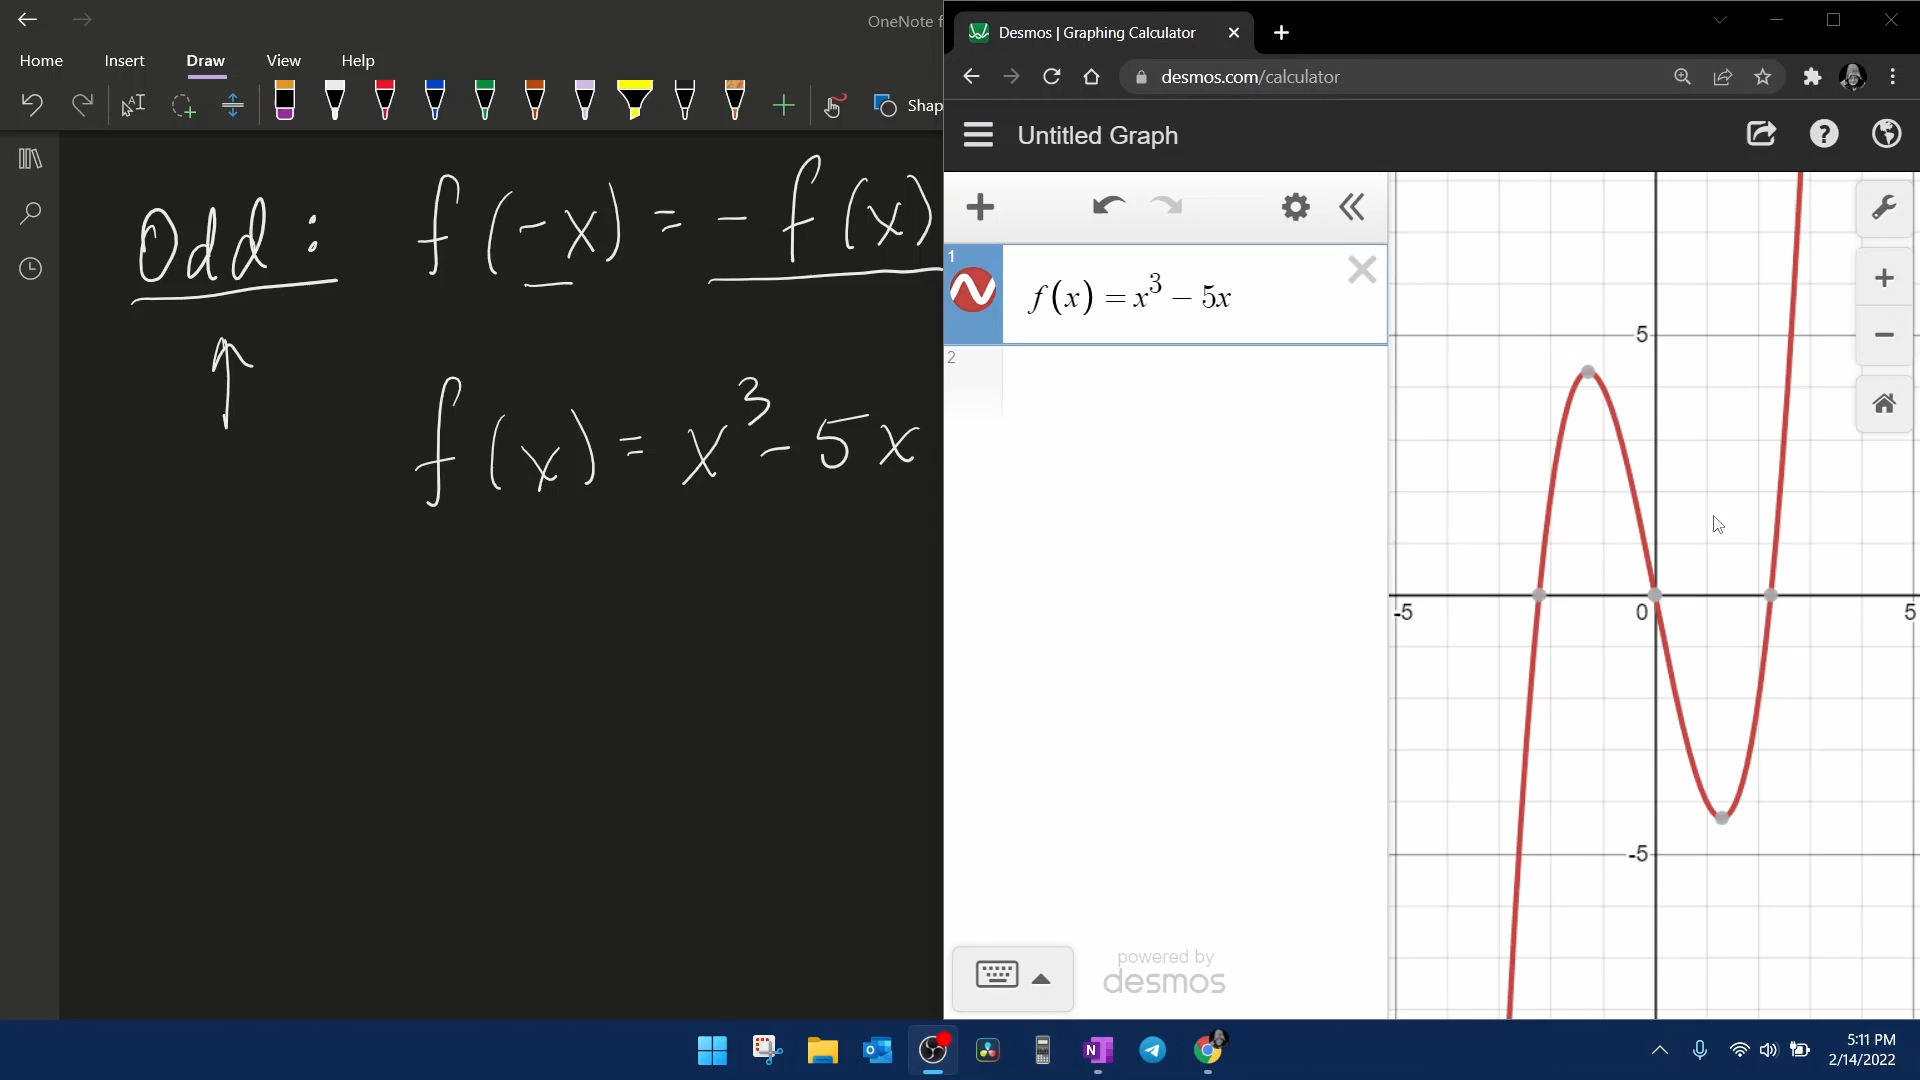 OneNote f
Home Insert Draw View Help
Shap
Odd : f(-x) = - f(x)
f(x) = x³ - 5x
Desmos | Graphing Calculator
desmos.com/calculator
Untitled Graph
1
f(x) = x³ − 5x
2
powered by
desmos
5
-5
0
5
-5
5:11 PM
2/14/2022